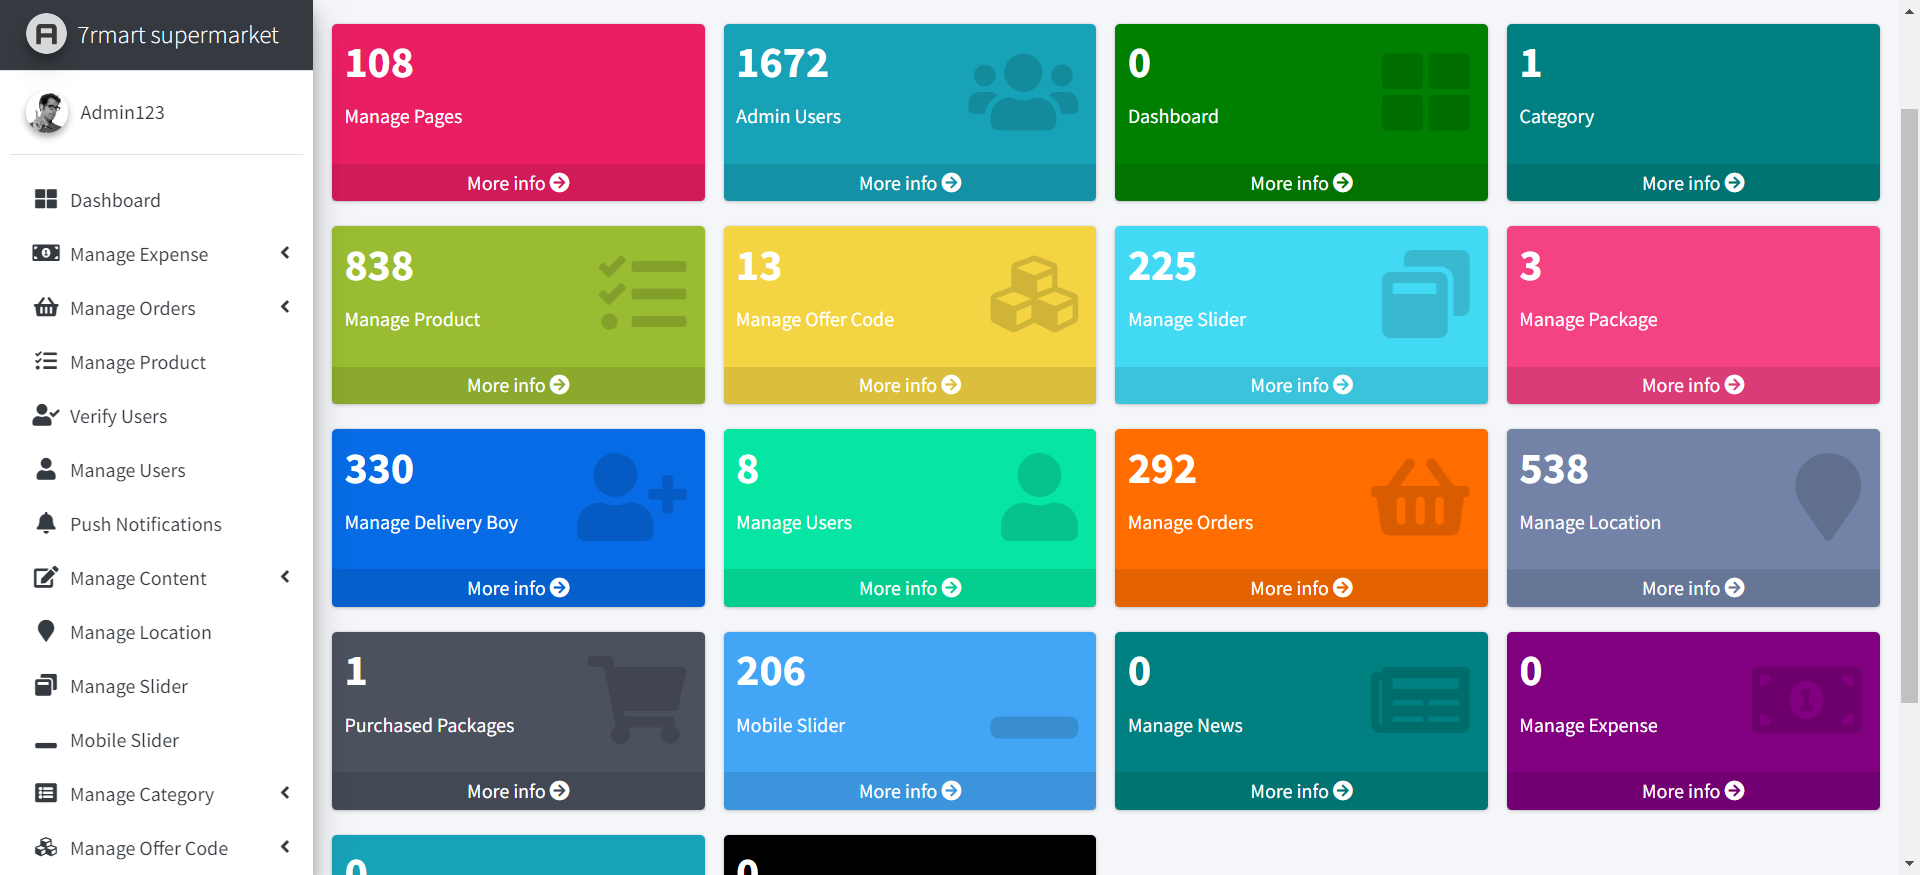 7rmart supermarket
Admin123
Dashboard
Manage Expense
Manage Orders
Manage Product
Verify Users
Manage Users
Push Notifications
Manage Content
Manage Location
Manage Slider
Mobile Slider
Manage Category
Manage Offer Code
108
Manage Pages
More info
1672
Admin Users
More info
0
Dashboard
More info
1
Category
More info
838
Manage Product
More info
13
Manage Offer Code
More info
225
Manage Slider
More info
3
Manage Package
More info
330
Manage Delivery Boy
More info
8
Manage Users
More info
292
Manage Orders
More info
538
Manage Location
More info
1
Purchased Packages
More info
206
Mobile Slider
More info
0
Manage News
More info
0
Manage Expense
More info
0
0